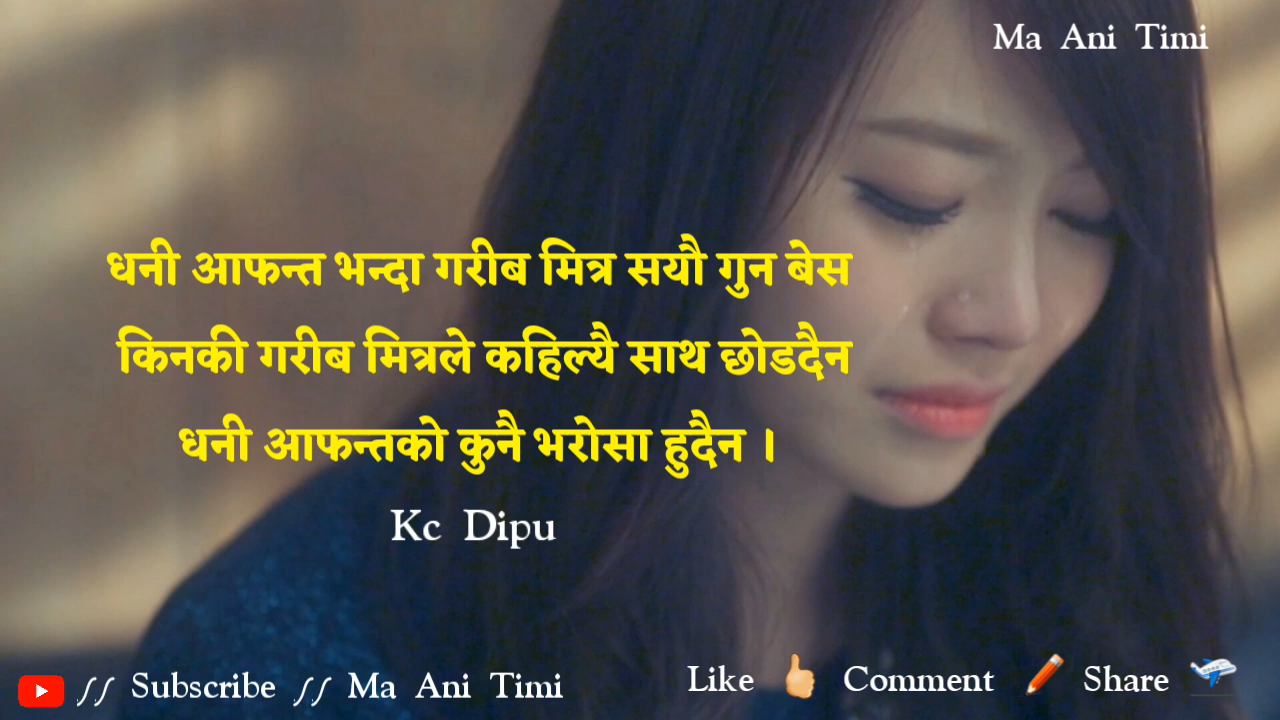 Ma Ani Timi
धनी आफन्त भन्दा गरीब मित्र सयौ गुन बेस
किनकी गरीब मित्रले कहिल्यै साथ छोडदैन
धनी आफन्तको कुनै भरोसा हुदैन ।
Kc Dipu
Like 👍 Comment ✏️ Share
// Subscribe // Ma Ani Timi